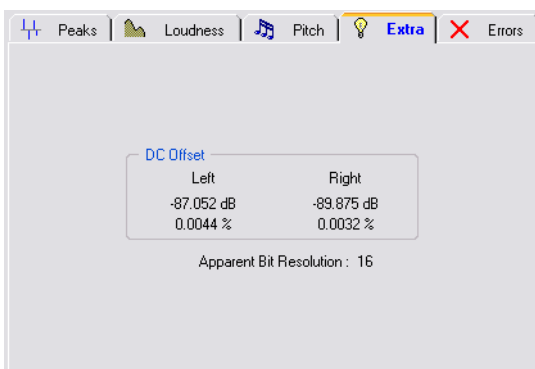 Peaks Loudness Pitch Extra Errors
DC Offset
Left Right
-87.052 dB -89.875 dB
0.0044 % 0.0032 %
Apparent Bit Resolution : 16